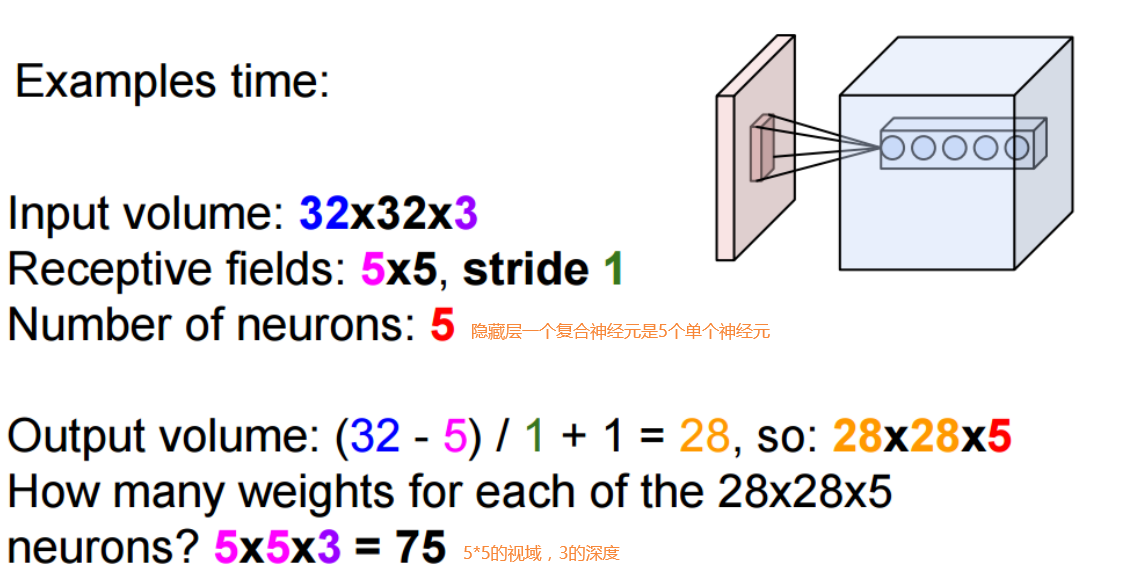 Examples time:
Input volume: 32x32x3
Receptive fields: 5x5, stride 1
Number of neurons: 5 隐藏层一个复合神经元是5个单个神经元
Output volume: (32 - 5) / 1 + 1 = 28, so: 28x28x5
How many weights for each of the 28x28x5
neurons? 5x5x3 = 75 5*5的视域，3的深度